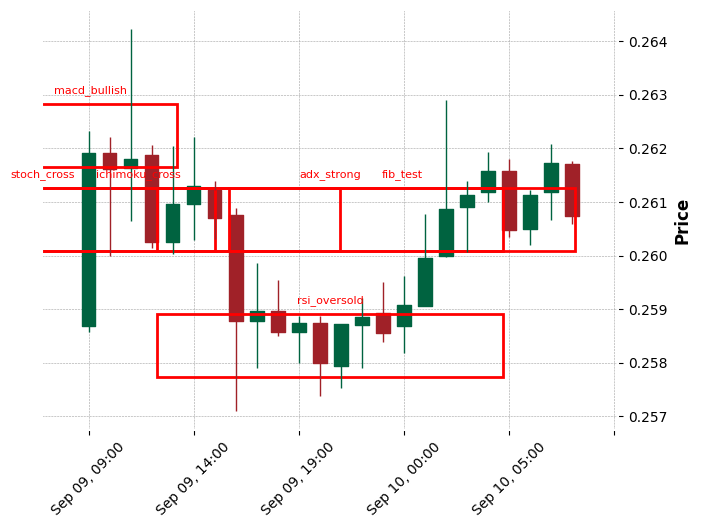 0.264
macd_bullish
0.263
0.262
stoch_cross
ichimoku_cross
adx_strong
fib_test
0.261
Price
0.260
rsi_oversold
0.259
0.258
0.257
Sep 09, 09:00
Sep 09, 14:00
Sep 09, 19:00
Sep 10, 00:00
Sep 10, 05:00